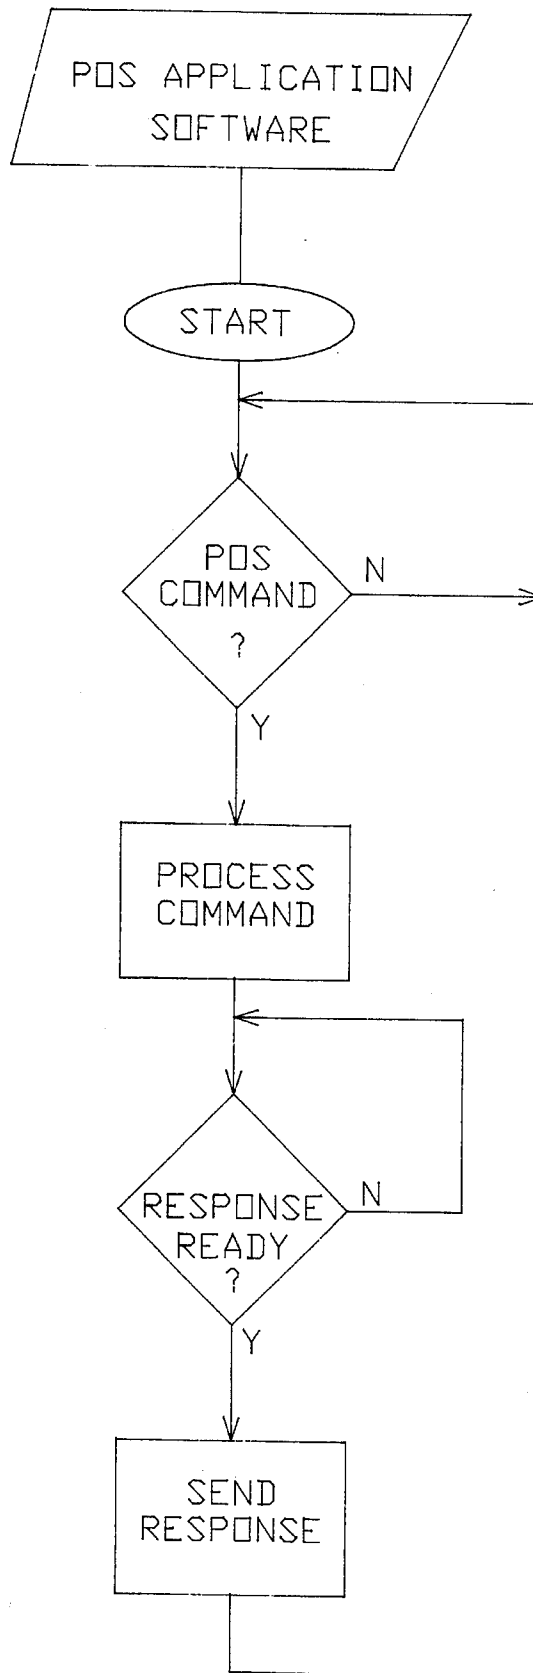 POS APPLICATION
SOFTWARE
START
POS
COMMAND
?
N
Y
PROCESS
COMMAND
RESPONSE
READY
?
N
Y
SEND
RESPONSE